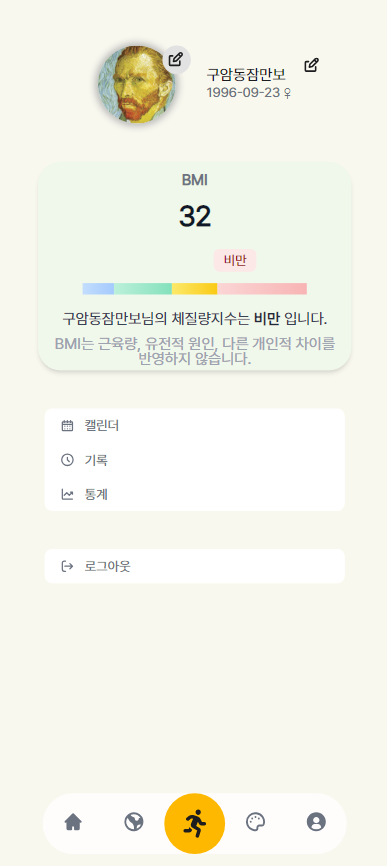 구암동잠만보
1996-09-23 ♀
BMI
32
비만
구암동잠만보님의 체질량지수는 비만 입니다.
BMI는 근육량, 유전적 원인, 다른 개인적 차이를
반영하지 않습니다.
캘린더
기록
통계
로그아웃